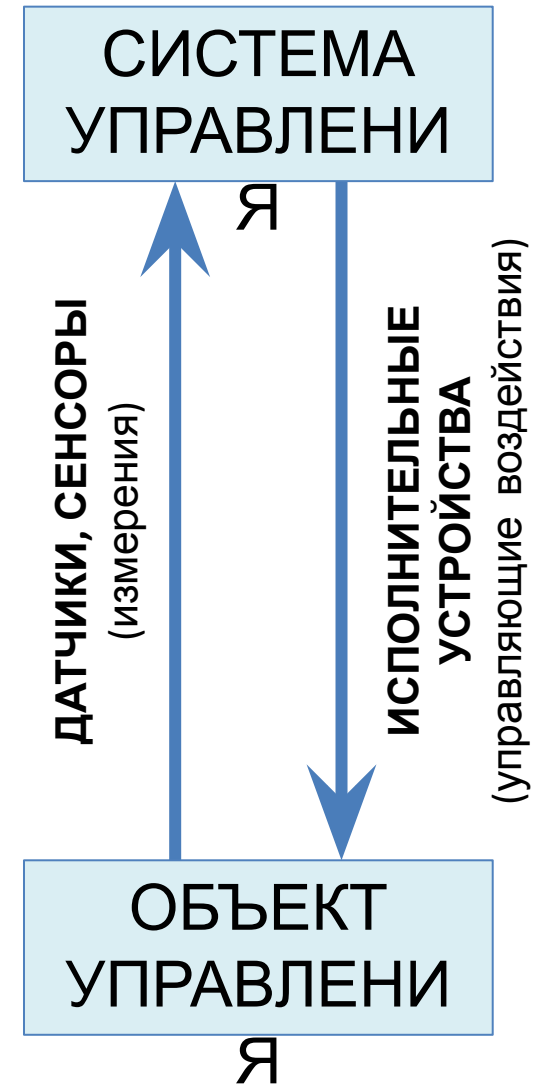 СИСТЕМА
УПРАВЛЕНИ
Я
ДАТЧИКИ, СЕНСОРЫ
(измерения)
ИСПОЛНИТЕЛЬНЫЕ
УСТРОЙСТВА
(управляющие воздействия)
ОБЪЕКТ
УПРАВЛЕНИ
Я